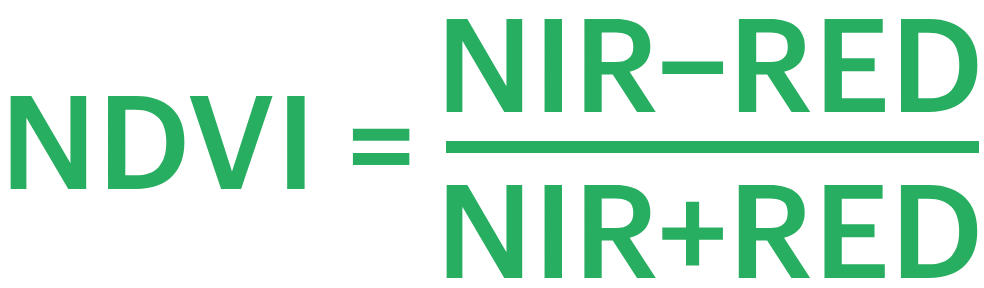 NDVI = NIR–RED
NIR+RED